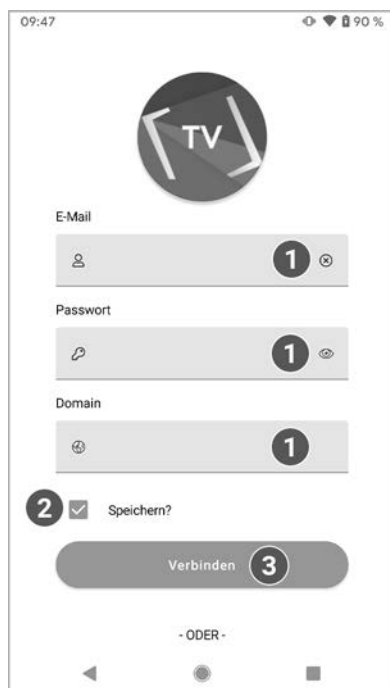 09:47 90 %
TV
E-Mail
1
Passwort
1
Domain
1
2 Speichern?
Verbinden 3
- ODER -